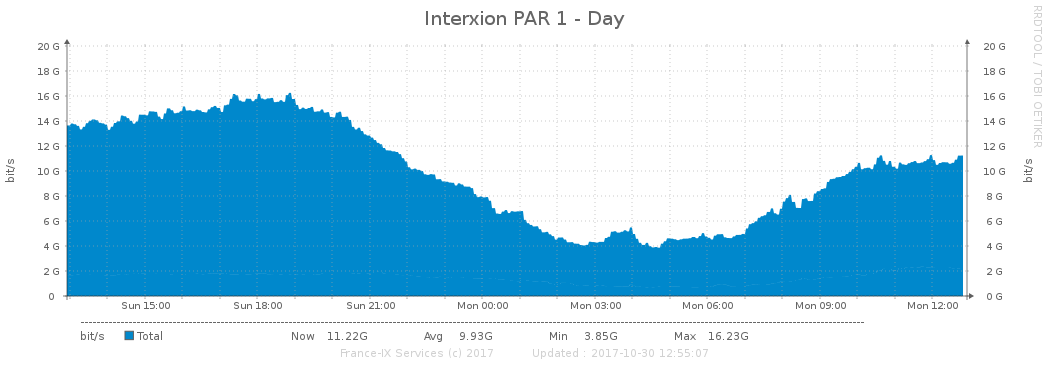 Interxion PAR 1 - Day
RRDTOOL / TOBI OETIKER
bit/s
20 G
18 G
16 G
14 G
12 G
10 G
8 G
6 G
4 G
2 G
0
20 G
18 G
16 G
14 G
12 G
10 G
8 G
6 G
4 G
2 G
0 G
bit/s
Sun 15:00 Sun 18:00 Sun 21:00 Mon 00:00 Mon 03:00 Mon 06:00 Mon 09:00 Mon 12:00
bit/s Total Now 11.22G Avg 9.93G Min 3.85G Max 16.23G
France-IX Services (c) 2017 Updated : 2017-10-30 12:55:07